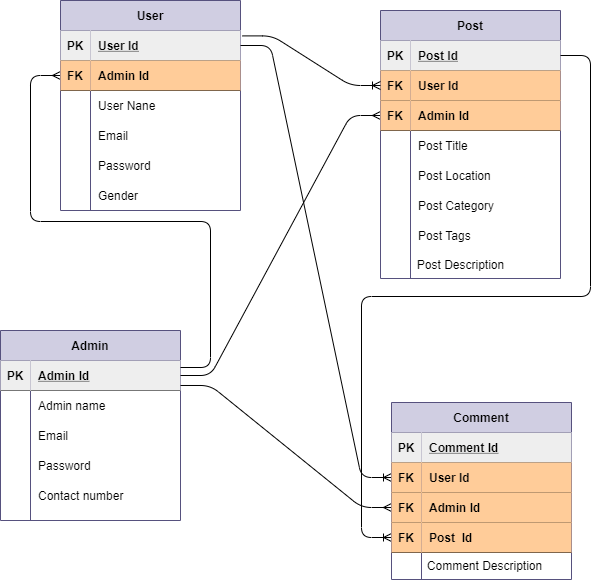 User
PK User Id
FK Admin Id
User Nane
Email
Password
Gender
Post
PK Post Id
FK User Id
FK Admin Id
Post Title
Post Location
Post Category
Post Tags
Post Description
Admin
PK Admin Id
Admin name
Email
Password
Contact number
Comment
PK Comment Id
FK User Id
FK Admin Id
FK Post Id
Comment Description